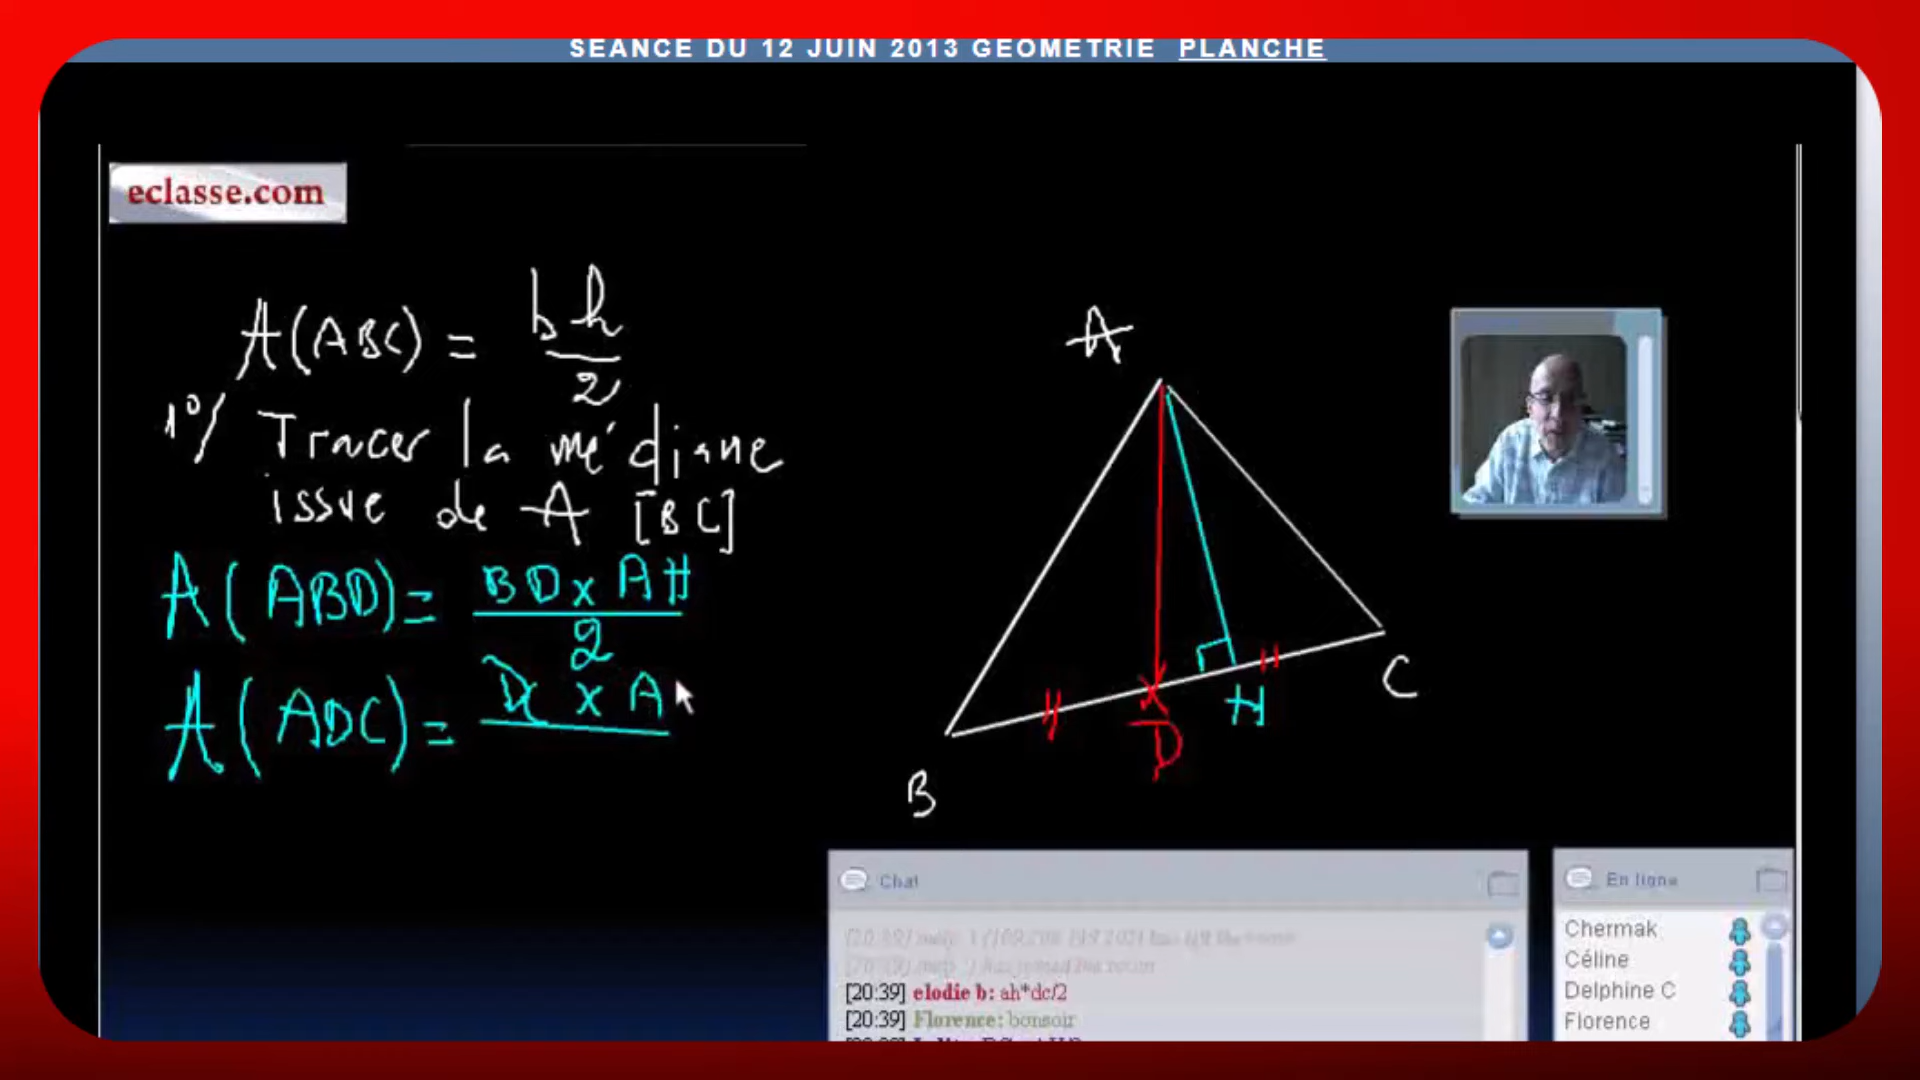 SEANCE DU 12 JUIN 2013 GEOMETRIE PLANCHE
eclasse.com
A(ABC) = bh/2
1°/ Tracer la médiane
issue de A [BC]
A(ABD) = BD x AH
2
A(ADC) = DC x A
A
B
C
D
H
Chat
[20:39] elodie b: ah*dc/2
[20:39] Florence: bonsoir
En ligne
Chermak
Céline
Delphine C
Florence